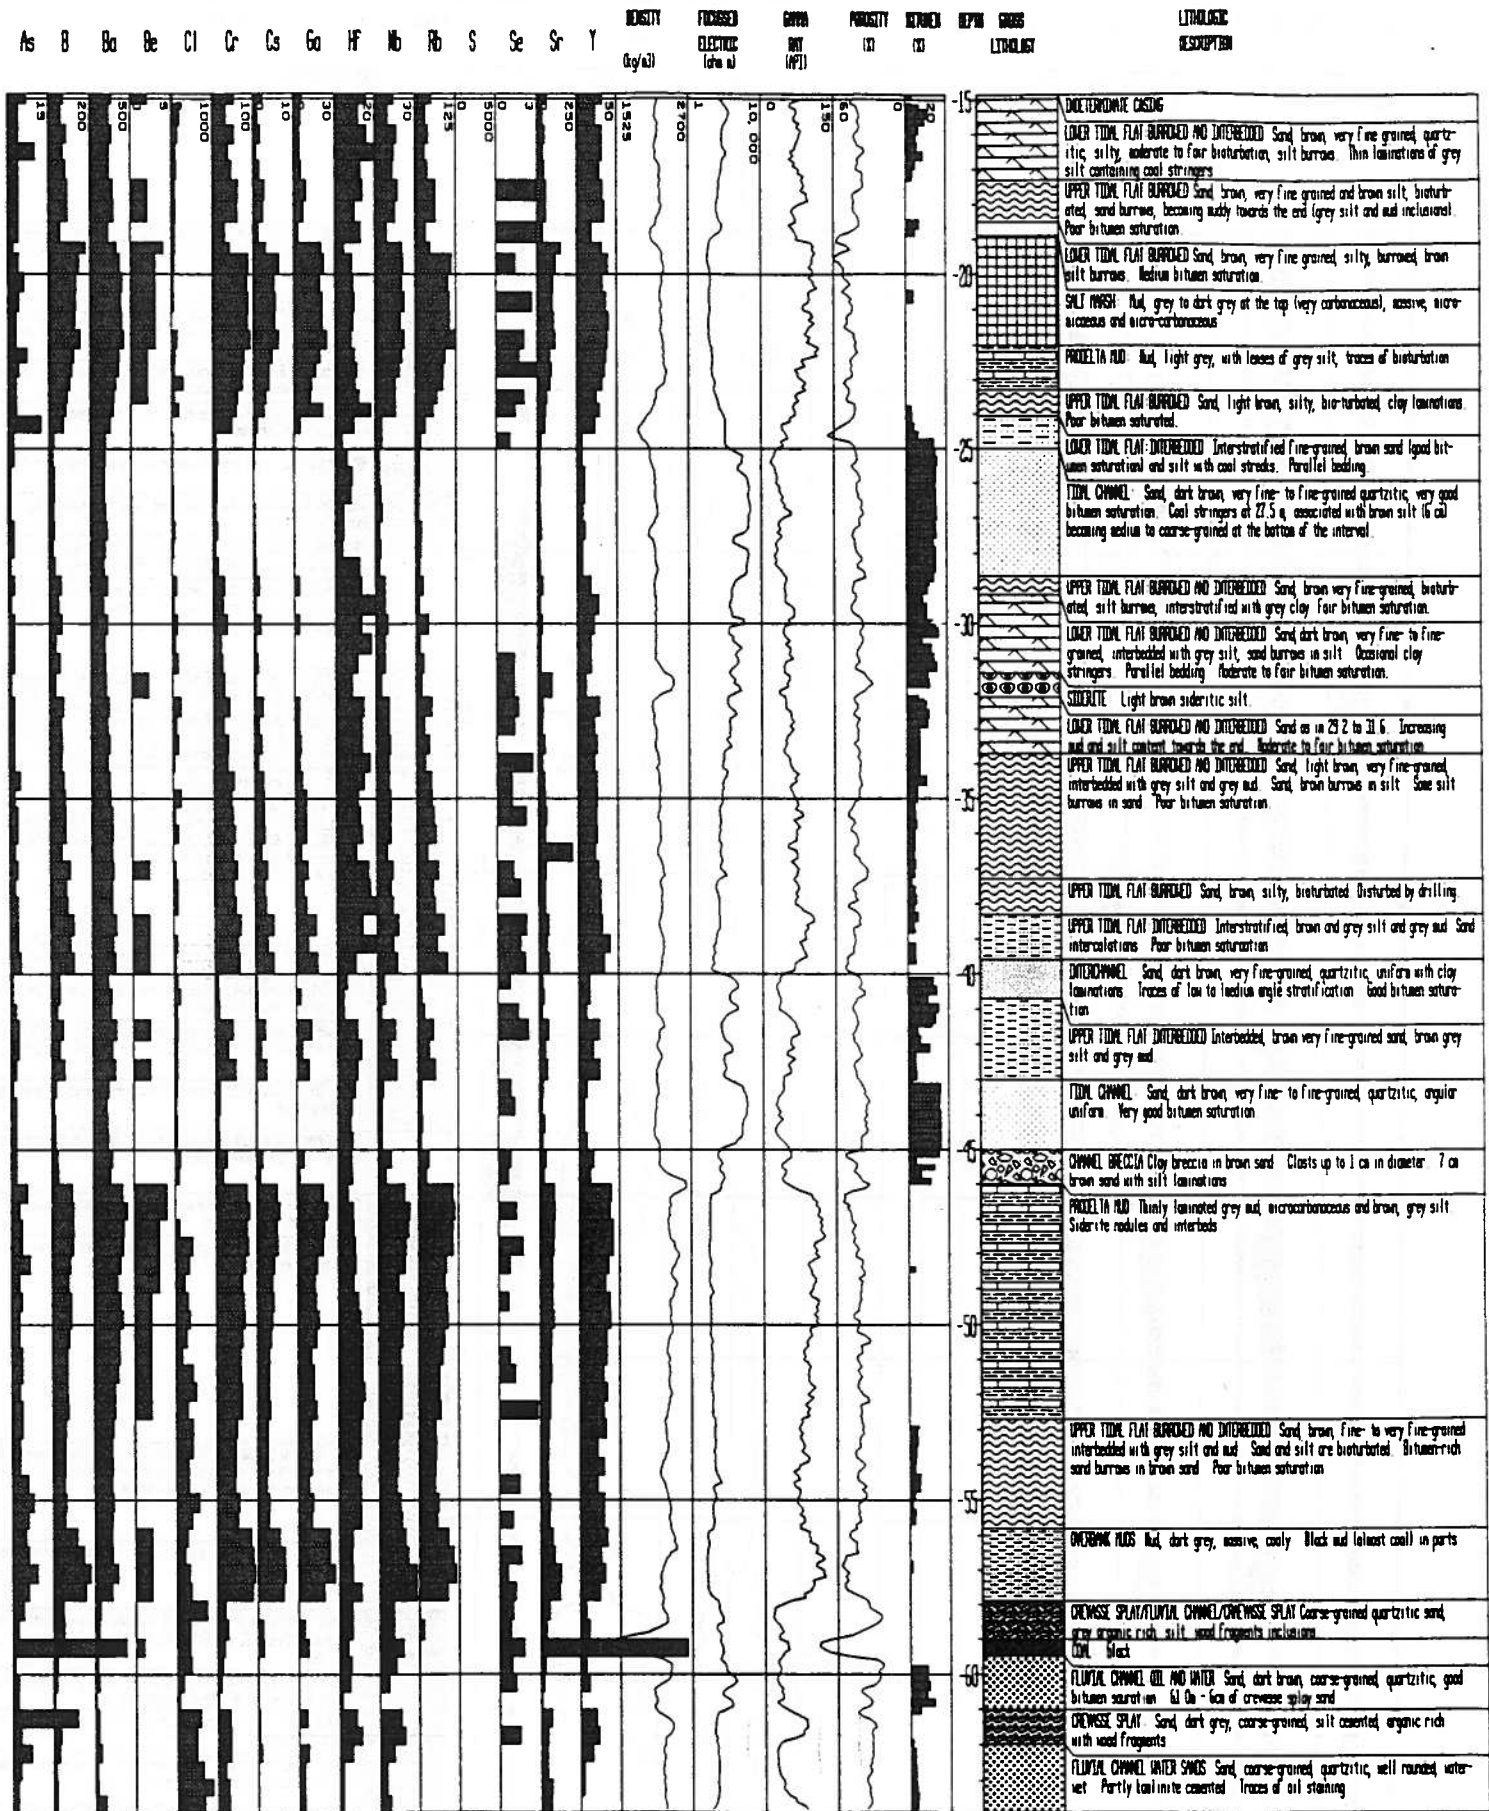 As B Ba Be Cl Cr Cs Ga Hf Nb Rb S Se Sr Y
DENSITY
(kg/m3)
FOCUSSED
ELECTRIC
(ohm m)
GAMMA
RAY
(API)
POROSITY
(%)
BITUMEN
(%)
DEPTH
GROSS
LITHOLOGY
LITHOLOGIC
DESCRIPTION
15 200 500 5 1000 100 10 30 20 30 125 0 5000 0 3 250 50 1525 2700 1 10,000 0 150 60 0 20
-15
-20
-25
-30
-35
-40
-45
-50
-55
-60
INDETERMINATE CASING
LOWER TIDAL FLAT BURROWED AND INTERBEDDED Sand, brown, very fine grained, quartz-
itic, silty, moderate to fair bioturbation, silt burrows. Thin laminations of grey
silt containing coal stringers
UPPER TIDAL FLAT BURROWED Sand, brown, very fine grained and brown silt, bioturb-
ated, sand burrows, becoming muddy towards the end (grey silt and mud inclusions).
Poor bitumen saturation.
LOWER TIDAL FLAT BURROWED Sand, brown, very fine grained, silty, burrowed, brown
silt burrows. Medium bitumen saturation.
SALT MARSH: Mud, grey to dark grey at the top (very carbonaceous), massive, micro-
micaceous and micro-carbonaceous
PRODELTA MUD: Mud, light grey, with lenses of grey silt, traces of bioturbation
UPPER TIDAL FLAT BURROWED Sand, light brown, silty, bio-turbated, clay laminations.
Poor bitumen saturated.
LOWER TIDAL FLAT: INTERBEDDED Interstratified fine-grained, brown sand (good bit-
umen saturation) and silt with coal streaks. Parallel bedding.
TIDAL CHANNEL: Sand, dark brown, very fine- to fine-grained quartzitic, very good
bitumen saturation. Coal stringers at 27.5 m, associated with brown silt (6 cm)
becoming medium to coarse-grained at the bottom of the interval.
UPPER TIDAL FLAT BURROWED AND INTERBEDDED Sand, brown very fine-grained, bioturb-
ated, silt burrows, interstratified with grey clay Fair bitumen saturation.
LOWER TIDAL FLAT BURROWED AND INTERBEDDED Sand, dark brown, very fine- to fine-
grained, interbedded with grey silt, sand burrows in silt Occasional clay
stringers. Parallel bedding Moderate to fair bitumen saturation.
SIDERITE Light brown sideritic silt.
LOWER TIDAL FLAT BURROWED AND INTERBEDDED Sand as in 29.2 to 31.6. Increasing
mud and silt content towards the end. Moderate to fair bitumen saturation
UPPER TIDAL FLAT BURROWED AND INTERBEDDED Sand, light brown, very fine-grained,
interbedded with grey silt and grey mud. Sand, brown burrows in silt Some silt
burrows in sand Poor bitumen saturation.
UPPER TIDAL FLAT BURROWED Sand, brown, silty, bioturbated Disturbed by drilling.
UPPER TIDAL FLAT INTERBEDDED Interstratified, brown and grey silt and grey mud Sand
intercalations Poor bitumen saturation
INTERCHANNEL Sand, dark brown, very fine-grained, quartzitic, uniform with clay
laminations Traces of low to medium angle stratification Good bitumen satura-
tion
UPPER TIDAL FLAT INTERBEDDED Interbedded, brown very fine-grained sand, brown grey
silt and grey mud.
TIDAL CHANNEL: Sand, dark brown, very fine- to fine-grained, quartzitic, angular
uniform. Very good bitumen saturation
CHANNEL BRECCIA Clay breccia in brown sand Clasts up to 1 cm in diameter. 7 cm
brown sand with silt laminations
PRODELTA MUD Thinly laminated grey mud, microcarbonaceous and brown, grey silt.
Siderite nodules and interbeds
UPPER TIDAL FLAT BURROWED AND INTERBEDDED Sand, brown, fine- to very fine-grained
interbedded with grey silt and mud Sand and silt are bioturbated Bitumen-rich
sand burrows in brown sand Poor bitumen saturation
OVERBANK MUDS Mud, dark grey, massive, coaly Black mud (almost coal) in parts
CREVASSE SPLAY/FLUVIAL CHANNEL/CREVASSE SPLAY Coarse-grained quartzitic sand,
grey organic rich, silt, wood fragments inclusions.
COAL Black
FLUVIAL CHANNEL OIL AND WATER Sand, dark brown, coarse-grained, quartzitic, good
bitumen sauration 61.0m - 6cm of crevesse splay sand
CREVASSE SPLAY: Sand, dark grey, coarse-grained, silt cemented, organic rich
with wood fragments
FLUVIAL CHANNEL WATER SANDS Sand, coarse-grained, quartzitic, well rounded, water-
wet Partly kaolinite cemented Traces of oil staining